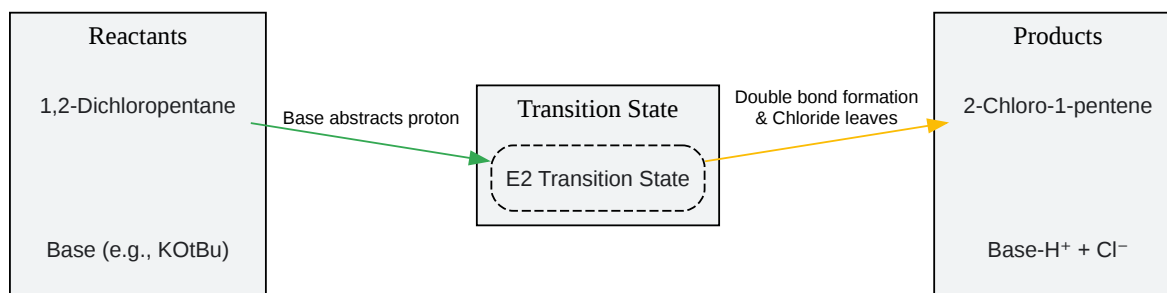 Reactants
1,2-Dichloropentane
Base (e.g., KOtBu)
Base abstracts proton
Transition State
E2 Transition State
Double bond formation
& Chloride leaves
Products
2-Chloro-1-pentene
Base-H⁺ + Cl⁻